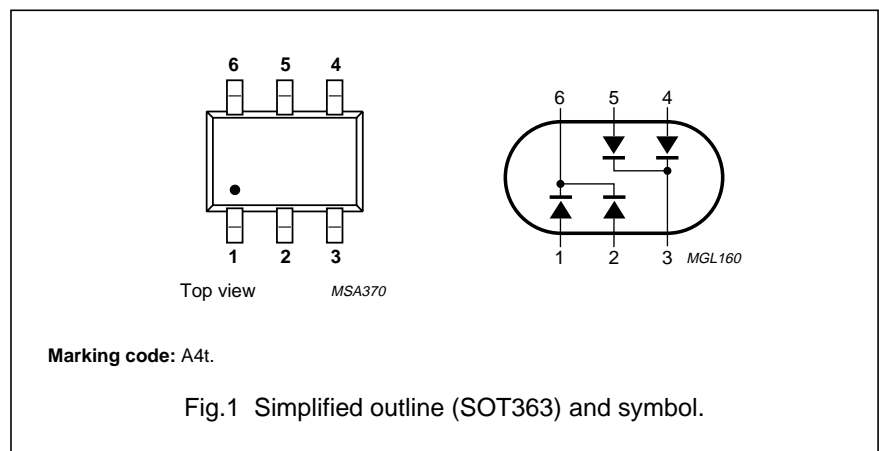 6 5 4
6 5 4
1 2 3
1 2 3 MGL160
Top view MSA370
Marking code: A4t.
Fig.1 Simplified outline (SOT363) and symbol.